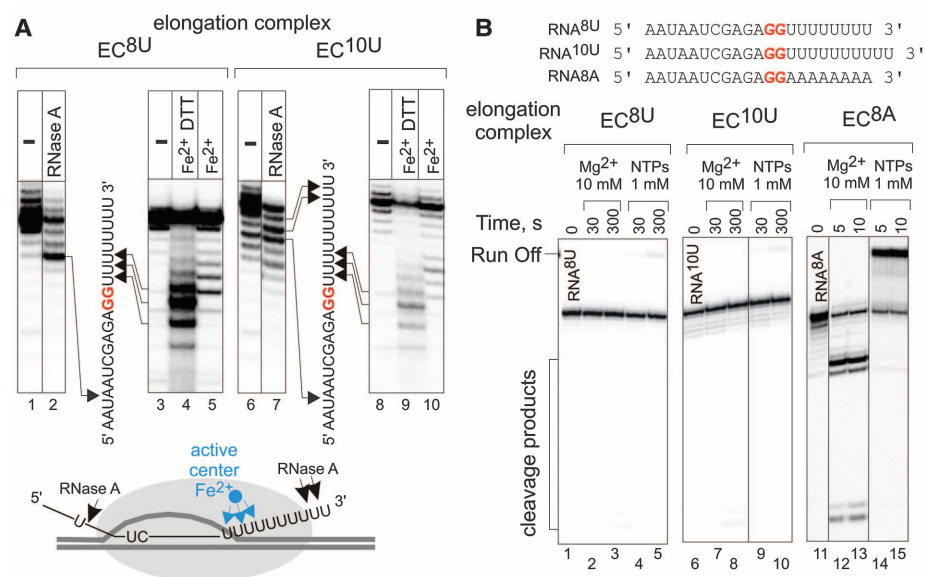 A
elongation complex
EC⁸ᵁ EC¹⁰ᵁ
– RNase A – Fe²⁺ DTT Fe²⁺ – RNase A – Fe²⁺ DTT Fe²⁺
5' AAUAAUCGAGAGGUUUUUUUU 3'
5' AAUAAUCGAGAGGUUUUUUUUUU 3'
1 2 3 4 5 6 7 8 9 10
active
center
Fe²⁺
RNase A
RNase A
5'
U
UC
UUUUUUUUUU
3'
B
RNA⁸ᵁ 5' AAUAAUCGAGAGGUUUUUUUU 3'
RNA¹⁰ᵁ 5' AAUAAUCGAGAGGUUUUUUUUUU 3'
RNA⁸ᴬ 5' AAUAAUCGAGAGGAAAAAAAA 3'
elongation
complex
EC⁸ᵁ EC¹⁰ᵁ EC⁸ᴬ
Mg²⁺ 10 mM NTPs 1 mM Mg²⁺ 10 mM NTPs 1 mM Mg²⁺ 10 mM NTPs 1 mM
Time, s 0 30 300 30 300 0 30 300 30 300 0 5 10 5 10
Run Off
RNA⁸ᵁ RNA¹⁰ᵁ RNA⁸ᴬ
cleavage products
1 2 3 4 5 6 7 8 9 10 11 12 13 14 15